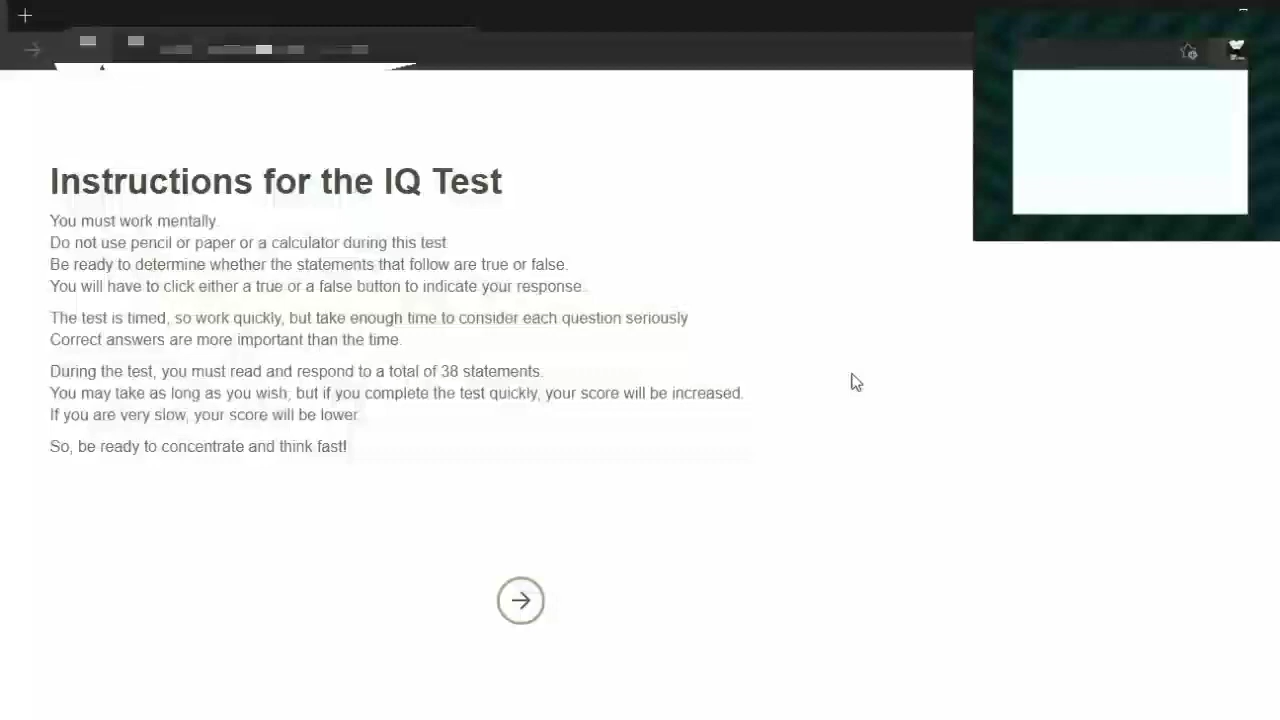 Instructions for the IQ Test
You must work mentally.
Do not use pencil or paper or a calculator during this test
Be ready to determine whether the statements that follow are true or false.
You will have to click either a true or a false button to indicate your response.
The test is timed, so work quickly, but take enough time to consider each question seriously
Correct answers are more important than the time.
During the test, you must read and respond to a total of 38 statements.
You may take as long as you wish, but if you complete the test quickly, your score will be increased.
If you are very slow, your score will be lower
So, be ready to concentrate and think fast!